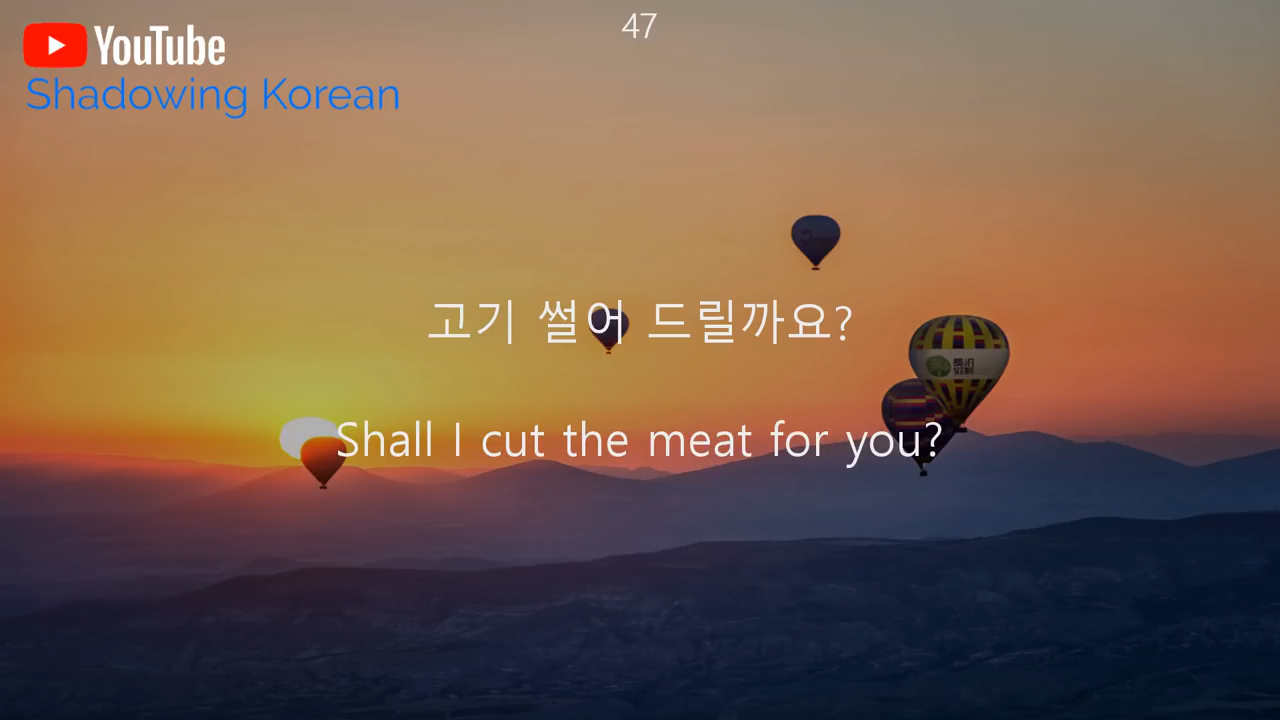 47
YouTube
Shadowing Korean
고기 썰어 드릴까요?
Shall I cut the meat for you?